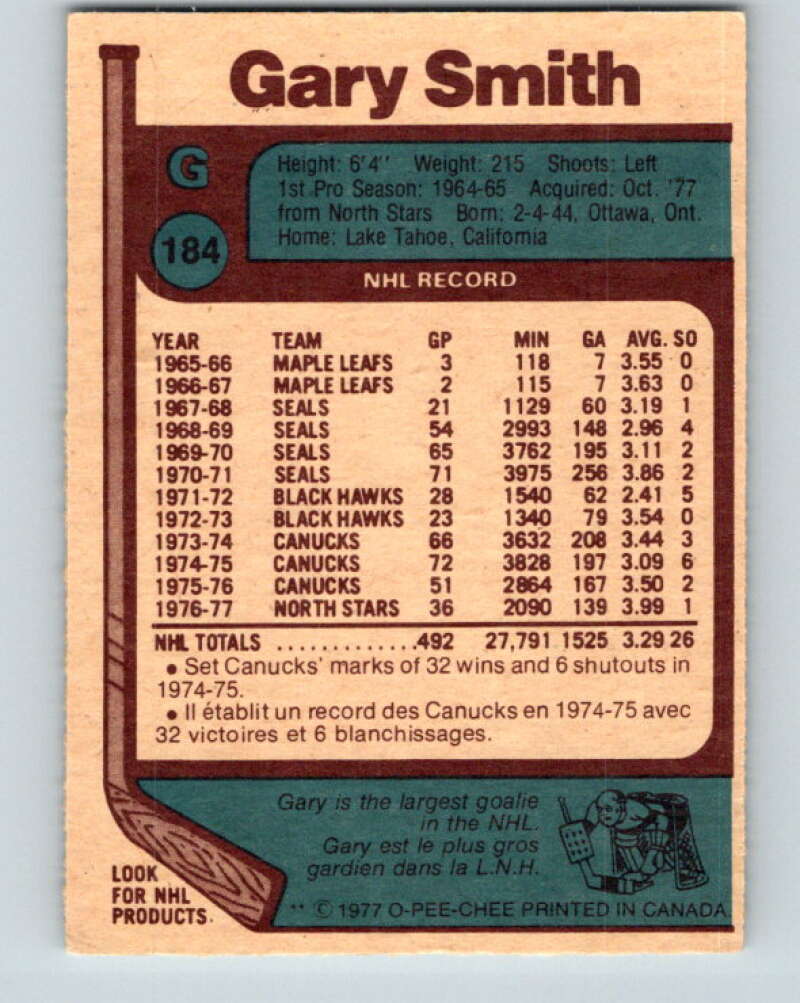 Gary Smith
G
184
Height: 6'4" Weight: 215 Shoots: Left
1st Pro Season: 1964-65 Acquired: Oct. '77
from North Stars Born: 2-4-44, Ottawa, Ont.
Home: Lake Tahoe, California
NHL RECORD
YEAR TEAM GP MIN GA AVG. SO
1965-66 MAPLE LEAFS 3 118 7 3.55 0
1966-67 MAPLE LEAFS 2 115 7 3.63 0
1967-68 SEALS 21 1129 60 3.19 1
1968-69 SEALS 54 2993 148 2.96 4
1969-70 SEALS 65 3762 195 3.11 2
1970-71 SEALS 71 3975 256 3.86 2
1971-72 BLACK HAWKS 28 1540 62 2.41 5
1972-73 BLACK HAWKS 23 1340 79 3.54 0
1973-74 CANUCKS 66 3632 208 3.44 3
1974-75 CANUCKS 72 3828 197 3.09 6
1975-76 CANUCKS 51 2864 167 3.50 2
1976-77 NORTH STARS 36 2090 139 3.99 1
NHL TOTALS .............492 27,791 1525 3.29 26
• Set Canucks' marks of 32 wins and 6 shutouts in
1974-75.
• Il établit un record des Canucks en 1974-75 avec
32 victoires et 6 blanchissages.
Gary is the largest goalie
in the NHL.
Gary est le plus gros
gardien dans la L.N.H.
LOOK
FOR NHL
PRODUCTS.
** © 1977 O-PEE-CHEE PRINTED IN CANADA